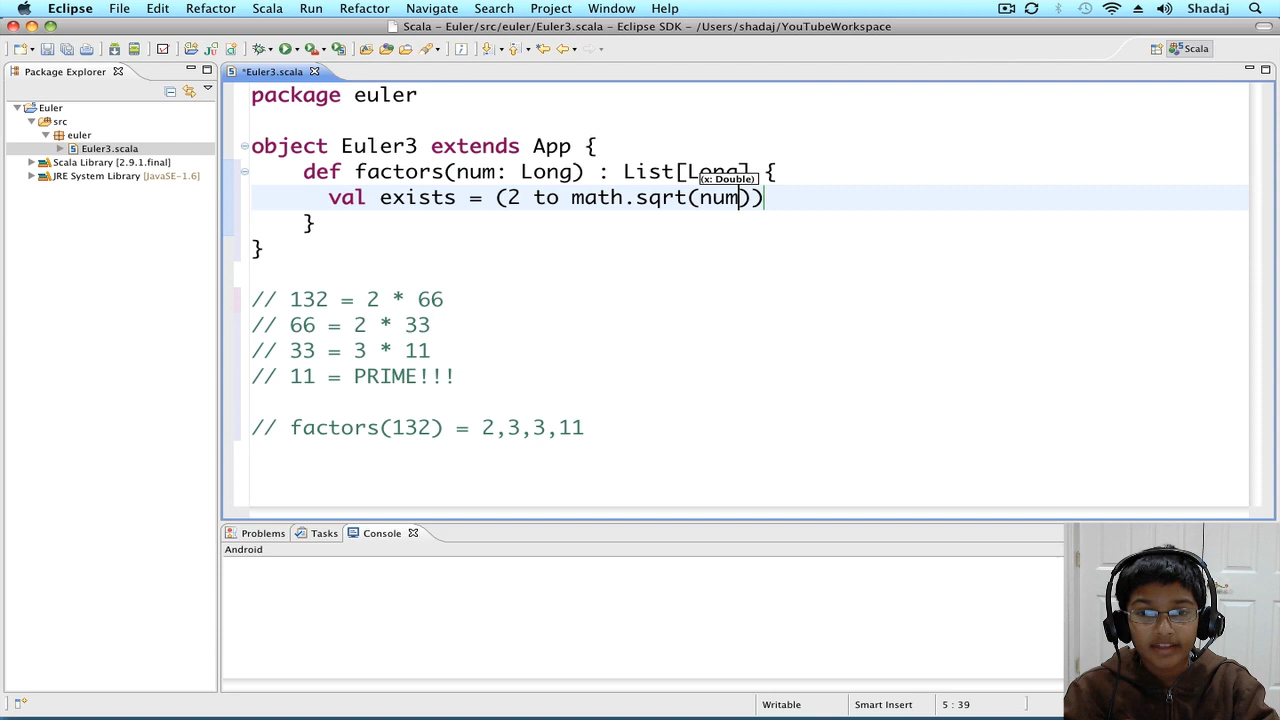 Eclipse File Edit Refactor Scala Search Run Refactor Navigate Search Project Window Help Shadaj
Scala - Euler/src/euler/Euler3.scala - Eclipse SDK - /Users/shadaj/YouTubeWorkspace
Scala
Package Explorer
*Euler3.scala
Euler
src
euler
Euler3.scala
Scala Library [2.9.1.final]
JRE System Library [JavaSE-1.6]
package euler
object Euler3 extends App {
def factors(num: Long) : List[Long] {
(x: Double)
val exists = (2 to math.sqrt(num))
}
}
// 132 = 2 * 66
// 66 = 2 * 33
// 33 = 3 * 11
// 11 = PRIME!!!
// factors(132) = 2,3,3,11
Problems Tasks Console
Android
Writable Smart Insert 5 : 39